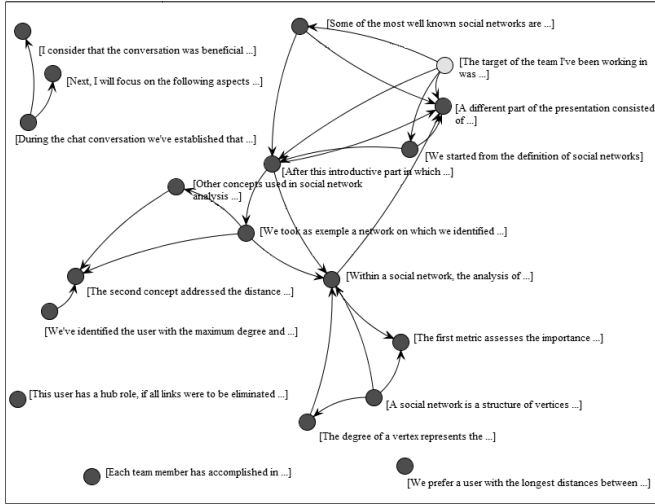 [Some of the most well known social networks are ...]
[I consider that the conversation was beneficial ...]
[The target of the team I've been working in
was ...]
[Next, I will focus on the following aspects ...]
[A different part of the presentation consisted
of ...]
[During the chat conversation we've established that ...]
[We started from the definition of social networks]
[After this introductive part in which ...]
[Other concepts used in social network
analysis ...]
[We took as exemple a network on which we identified ...]
[Within a social network, the analysis of ...]
[The second concept addressed the distance ...]
[We've identified the user with the maximum degree and ...]
[The first metric assesses the importance ...]
[This user has a hub role, if all links were to be eliminated ...]
[A social network is a structure of vertices ...]
[The degree of a vertex represents the ...]
[Each team member has accomplished in ...]
[We prefer a user with the longest distances between ...]